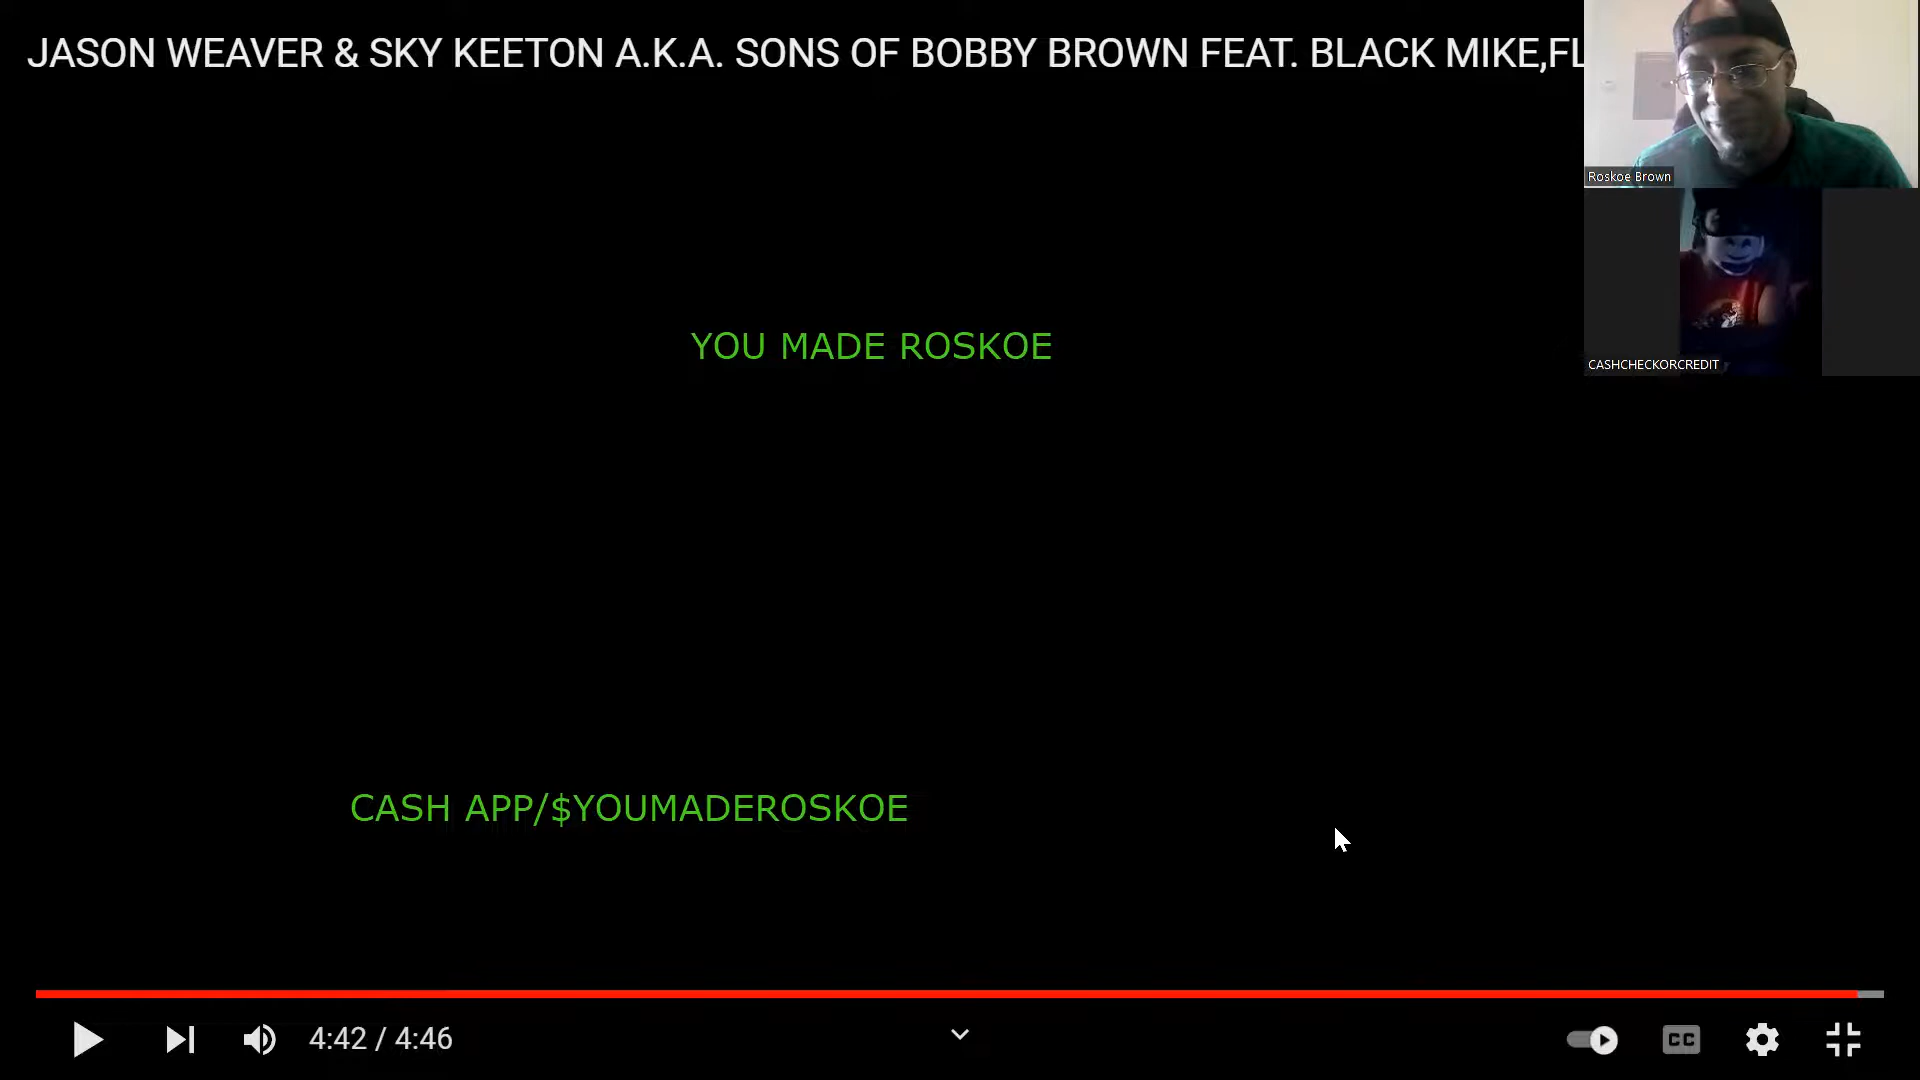 JASON WEAVER & SKY KEETON A.K.A. SONS OF BOBBY BROWN FEAT. BLACK MIKE,FL
Roskoe Brown
YOU MADE ROSKOE
CASHCHECKORCREDIT
CASH APP/$YOUMADEROSKOE
4:42 / 4:46
CC